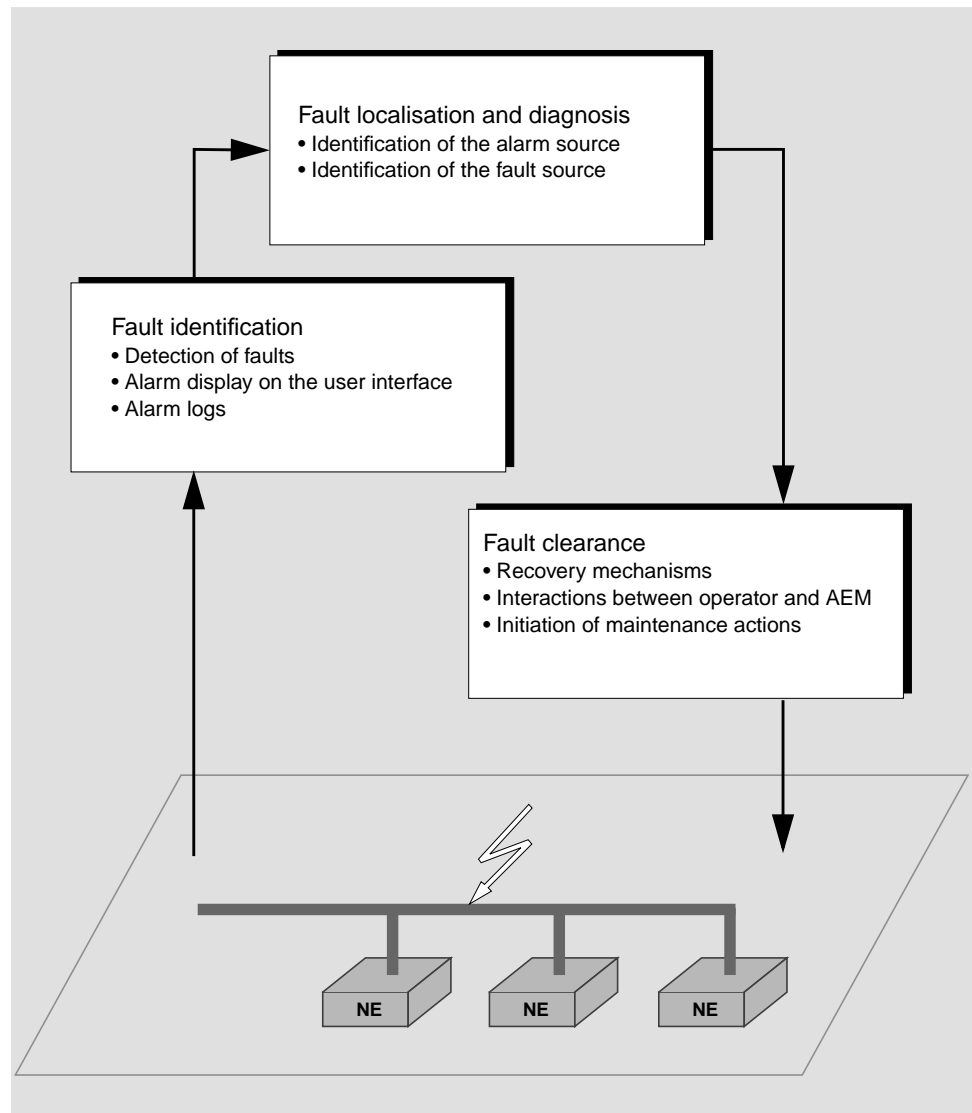 Fault localisation and diagnosis
• Identification of the alarm source
• Identification of the fault source
Fault identification
• Detection of faults
• Alarm display on the user interface
• Alarm logs
Fault clearance
• Recovery mechanisms
• Interactions between operator and AEM
• Initiation of maintenance actions
NE
NE
NE